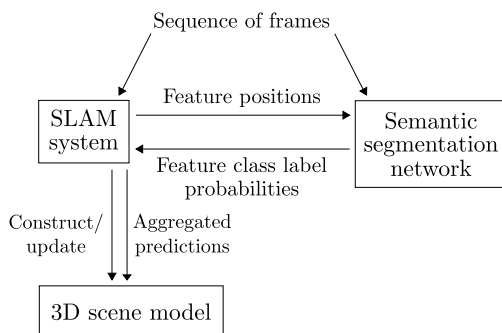 Sequence of frames
Feature positions
SLAM
system
Semantic
segmentation
network
Feature class label
probabilities
Construct/
update
Aggregated
predictions
3D scene model